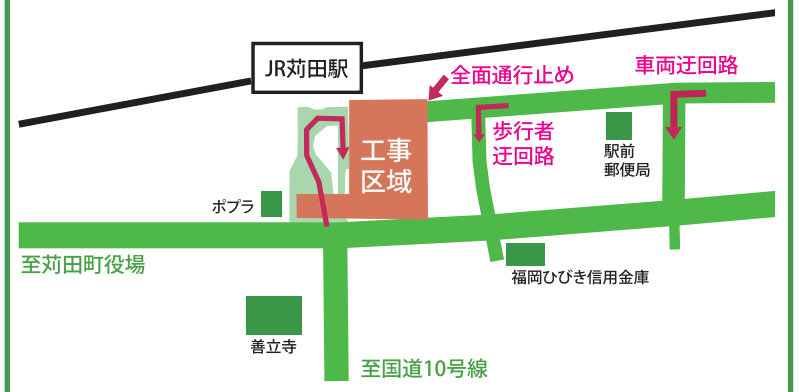 JR苅田駅
全面通行止め
車両迂回路
歩行者
迂回路
工事
区域
駅前
郵便局
ポプラ
至苅田町役場
福岡ひびき信用金庫
善立寺
至国道10号線